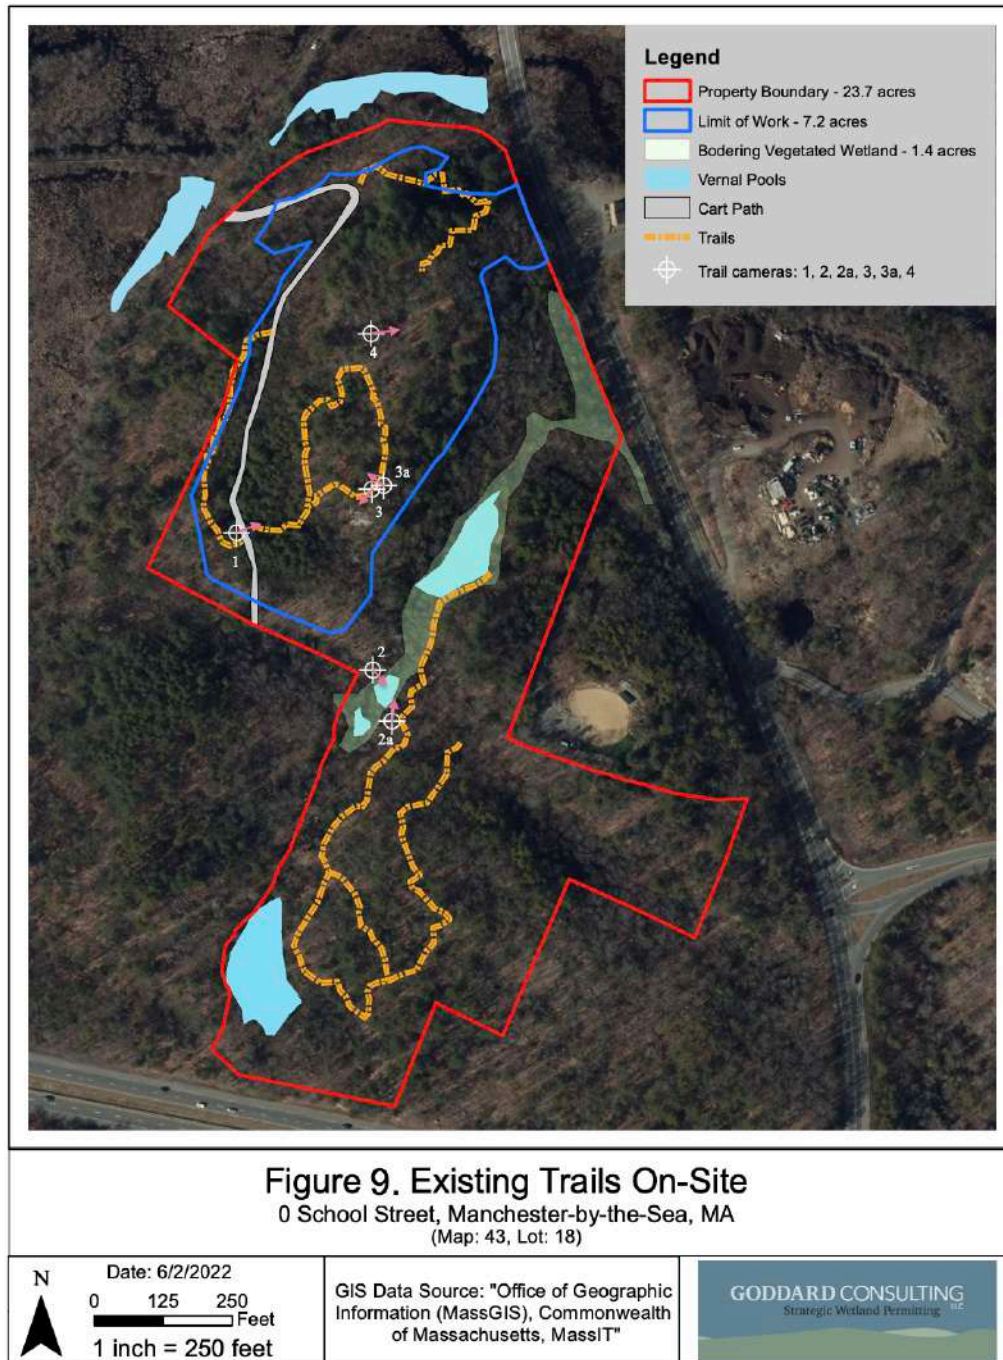 Legend
Property Boundary - 23.7 acres
Limit of Work - 7.2 acres
Bodering Vegetated Wetland - 1.4 acres
Vernal Pools
Cart Path
Trails
Trail cameras: 1, 2, 2a, 3, 3a, 4
4
3a
3
1
2
2a
Figure 9. Existing Trails On-Site
0 School Street, Manchester-by-the-Sea, MA
(Map: 43, Lot: 18)
N
Date: 6/2/2022
0 125 250
Feet
1 inch = 250 feet
GIS Data Source: "Office of Geographic
Information (MassGIS), Commonwealth
of Massachusetts, MassIT"
GODDARD CONSULTING
LLC
Strategic Wetland Permitting